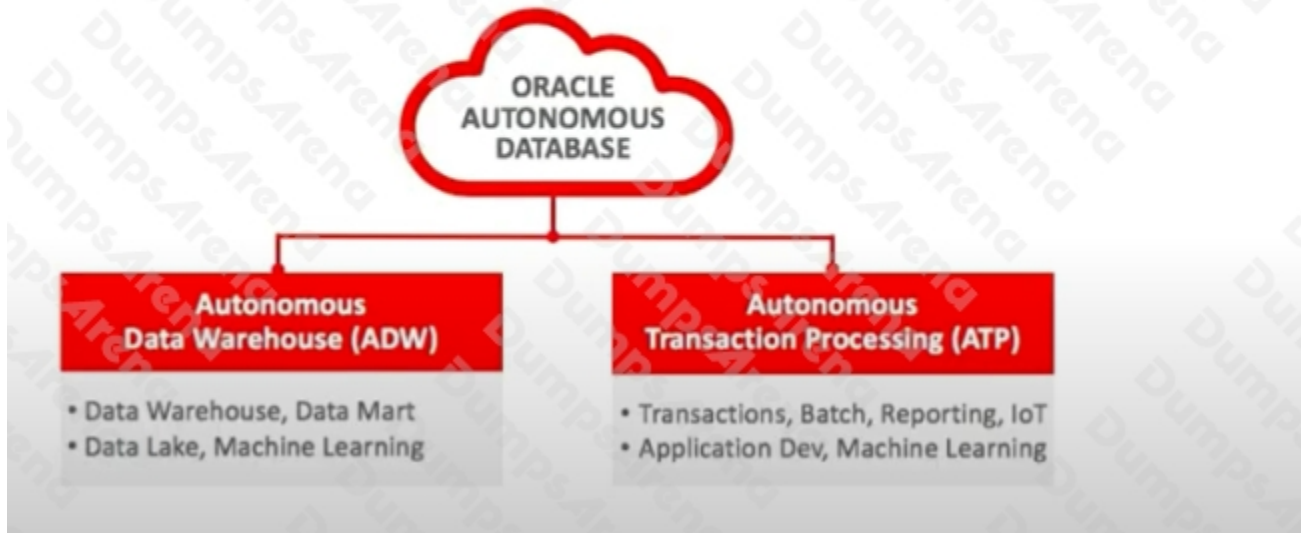 ORACLE
AUTONOMOUS
DATABASE
Autonomous
Data Warehouse (ADW)
• Data Warehouse, Data Mart
• Data Lake, Machine Learning
Autonomous
Transaction Processing (ATP)
• Transactions, Batch, Reporting, IoT
• Application Dev, Machine Learning
DumpsArena